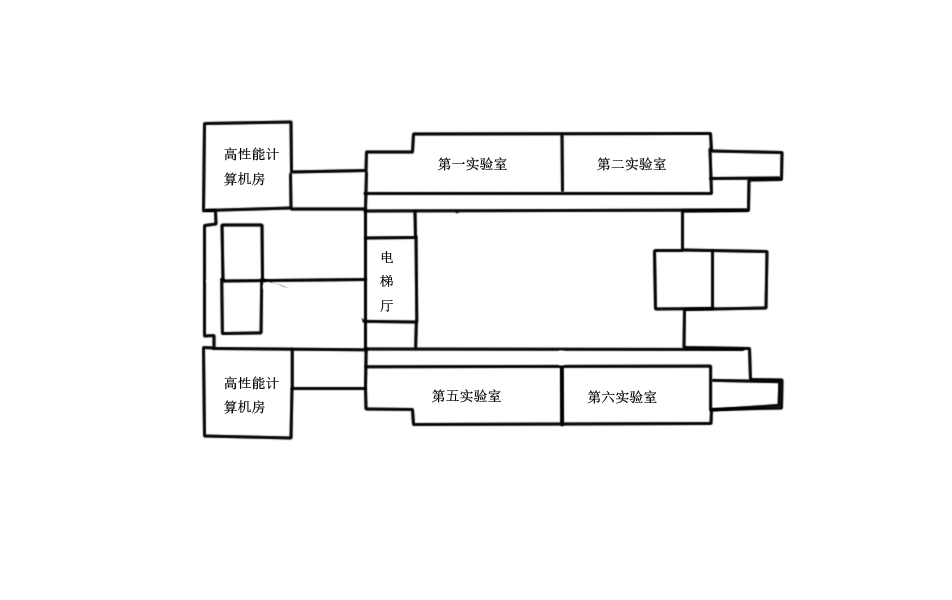 高性能计
算机房
第一实验室
第二实验室
电
梯
厅
高性能计
算机房
第五实验室
第六实验室